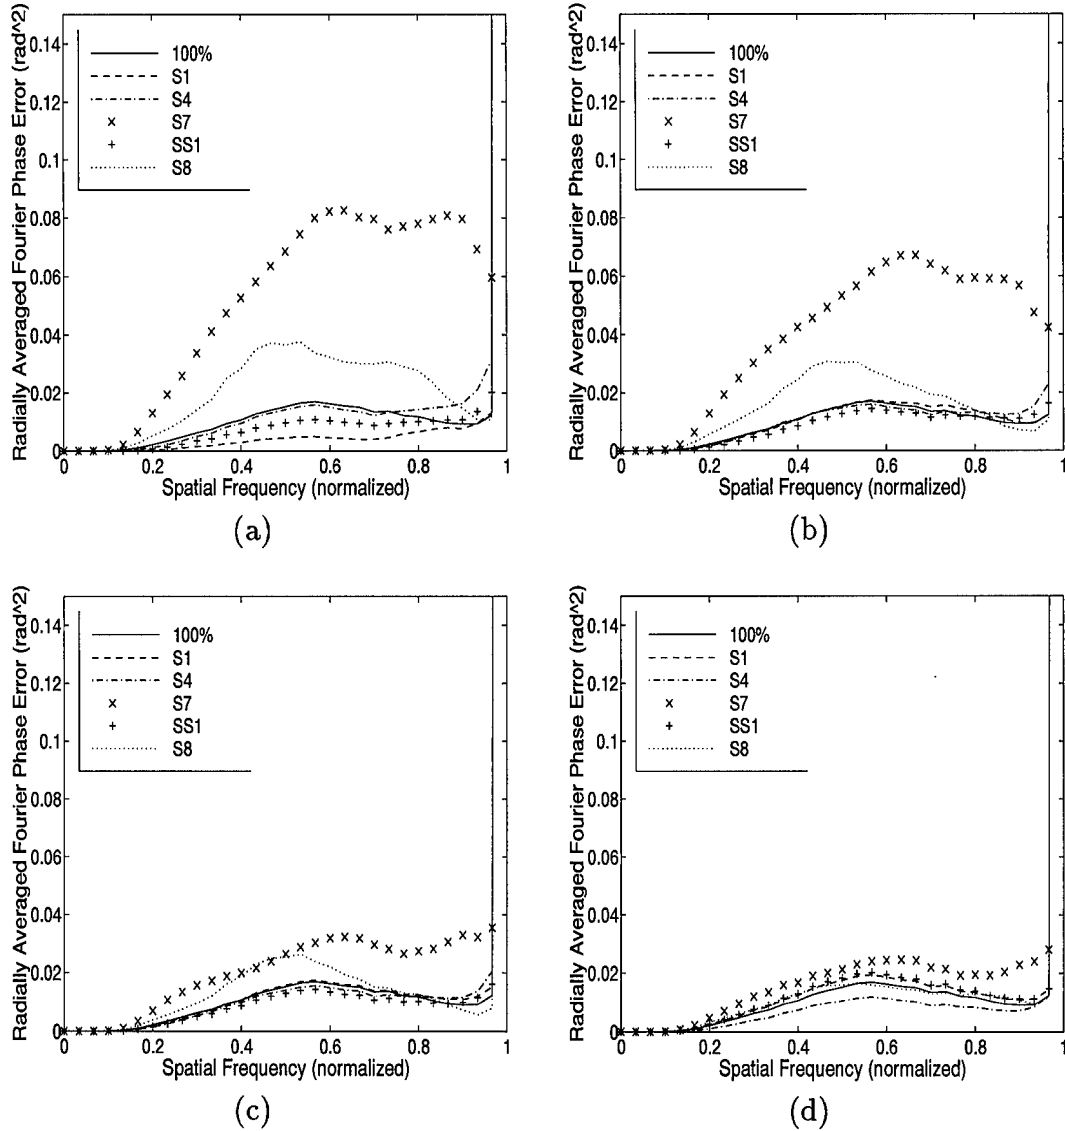 Radially Averaged Fourier Phase Error (rad^2)
0.14
0.12
0.1
0.08
0.06
0.04
0.02
0
100%
S1
S4
S7
SS1
S8
0 0.2 0.4 0.6 0.8 1
Spatial Frequency (normalized)
(a)
Radially Averaged Fourier Phase Error (rad^2)
0.14
0.12
0.1
0.08
0.06
0.04
0.02
0
100%
S1
S4
S7
SS1
S8
0 0.2 0.4 0.6 0.8 1
Spatial Frequency (normalized)
(b)
Radially Averaged Fourier Phase Error (rad^2)
0.14
0.12
0.1
0.08
0.06
0.04
0.02
0
100%
S1
S4
S7
SS1
S8
0 0.2 0.4 0.6 0.8 1
Spatial Frequency (normalized)
(c)
Radially Averaged Fourier Phase Error (rad^2)
0.14
0.12
0.1
0.08
0.06
0.04
0.02
0
100%
S1
S4
S7
SS1
S8
0 0.2 0.4 0.6 0.8 1
Spatial Frequency (normalized)
(d)